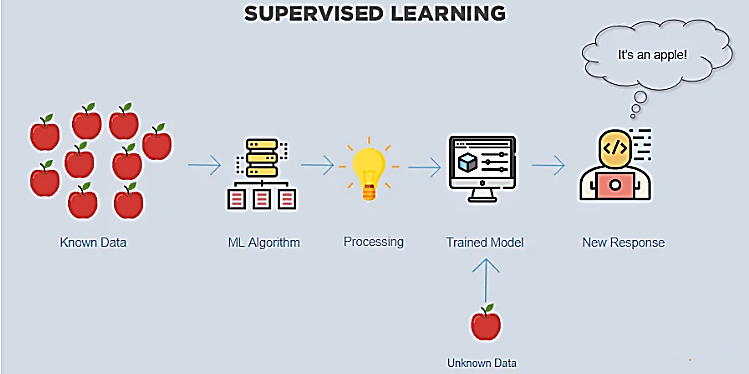 SUPERVISED LEARNING
It's an apple!
Known Data
ML Algorithm
Processing
Trained Model
New Response
Unknown Data